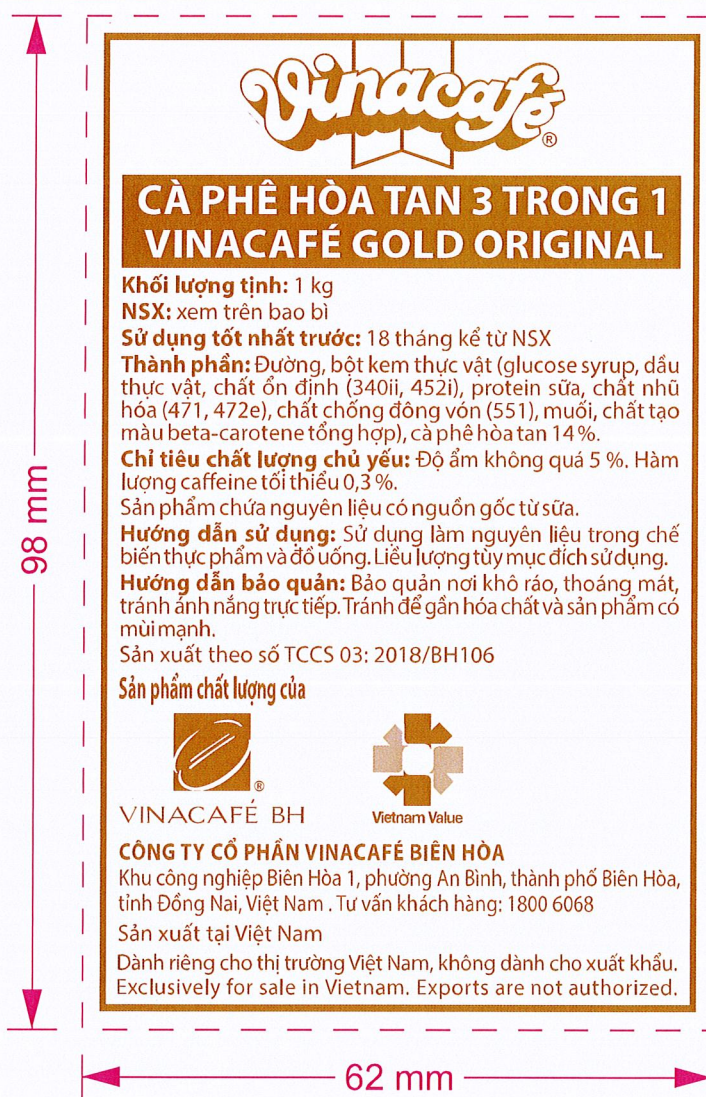 Vinacafé®
CÀ PHÊ HÒA TAN 3 TRONG 1
VINACAFÉ GOLD ORIGINAL
Khối lượng tịnh: 1 kg
NSX: xem trên bao bì
Sử dụng tốt nhất trước: 18 tháng kể từ NSX
Thành phần: Đường, bột kem thực vật (glucose syrup, dầu
thực vật, chất ổn định (340ii, 452i), protein sữa, chất nhũ
hóa (471, 472e), chất chống đông vón (551), muối, chất tạo
màu beta-carotene tổng hợp), cà phê hòa tan 14 %.
Chỉ tiêu chất lượng chủ yếu: Độ ẩm không quá 5 %. Hàm
lượng caffeine tối thiểu 0,3 %.
Sản phẩm chứa nguyên liệu có nguồn gốc từ sữa.
Hướng dẫn sử dụng: Sử dụng làm nguyên liệu trong chế
biến thực phẩm và đồ uống. Liều lượng tùy mục đích sử dụng.
Hướng dẫn bảo quản: Bảo quản nơi khô ráo, thoáng mát,
tránh ánh nắng trực tiếp. Tránh để gần hóa chất và sản phẩm có
mùi mạnh.
Sản xuất theo số TCCS 03: 2018/BH106
Sản phẩm chất lượng của
®
VINACAFÉ BH
Vietnam Value
CÔNG TY CỔ PHẦN VINACAFÉ BIÊN HÒA
Khu công nghiệp Biên Hòa 1, phường An Bình, thành phố Biên Hòa,
tỉnh Đồng Nai, Việt Nam . Tư vấn khách hàng: 1800 6068
Sản xuất tại Việt Nam
Dành riêng cho thị trường Việt Nam, không dành cho xuất khẩu.
Exclusively for sale in Vietnam. Exports are not authorized.
98 mm
62 mm